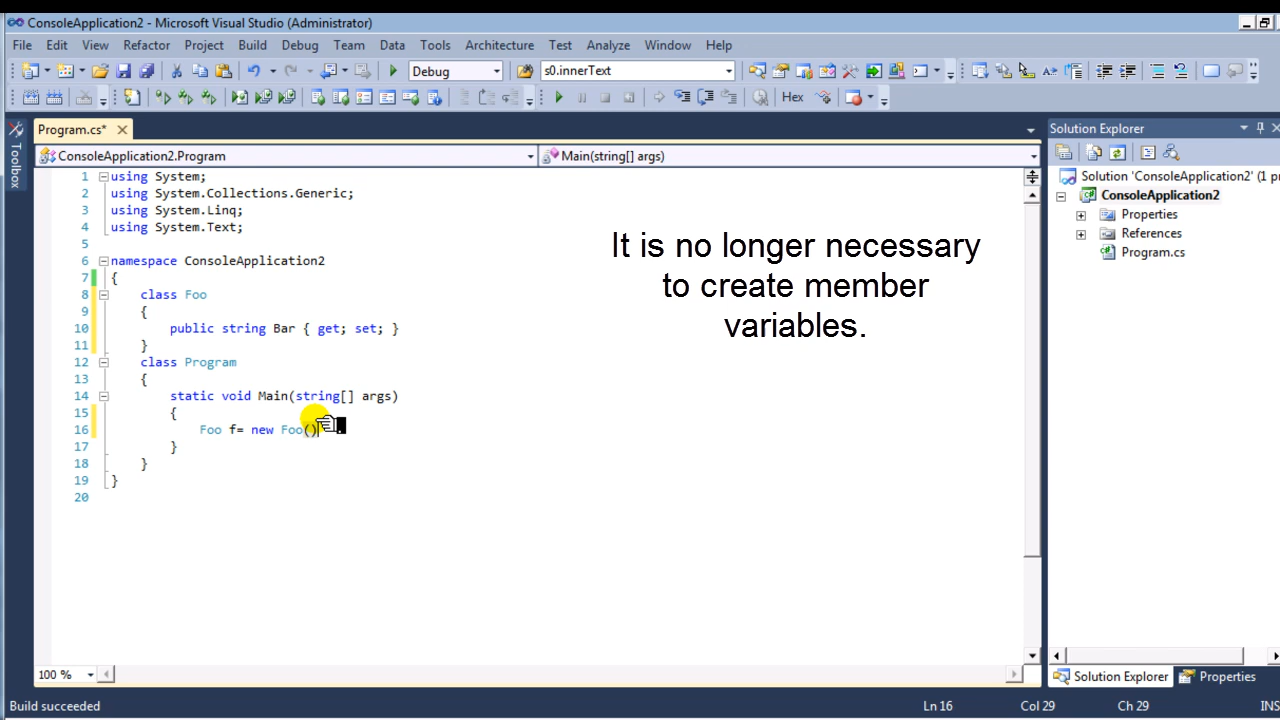 ConsoleApplication2 - Microsoft Visual Studio (Administrator)
File Edit View Refactor Project Build Debug Team Data Tools Architecture Test Analyze Window Help
Debug s0.innerText
Hex
Toolbox
Program.cs*
ConsoleApplication2.Program Main(string[] args)
1 using System;
2 using System.Collections.Generic;
3 using System.Linq;
4 using System.Text;
5
6 namespace ConsoleApplication2
7 {
8 class Foo
9 {
10 public string Bar { get; set; }
11 }
12 class Program
13 {
14 static void Main(string[] args)
15 {
16 Foo f= new Foo()
17 }
18 }
19 }
20
It is no longer necessary
to create member
variables.
Solution Explorer
Solution 'ConsoleApplication2' (1 pr
ConsoleApplication2
Properties
References
Program.cs
100 %
Solution Explorer Properties
Build succeeded Ln 16 Col 29 Ch 29 INS